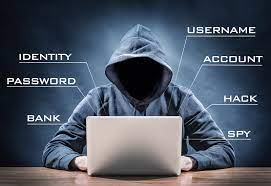 USERNAME
IDENTITY
ACCOUNT
PASSWORD
HACK
BANK
SPY